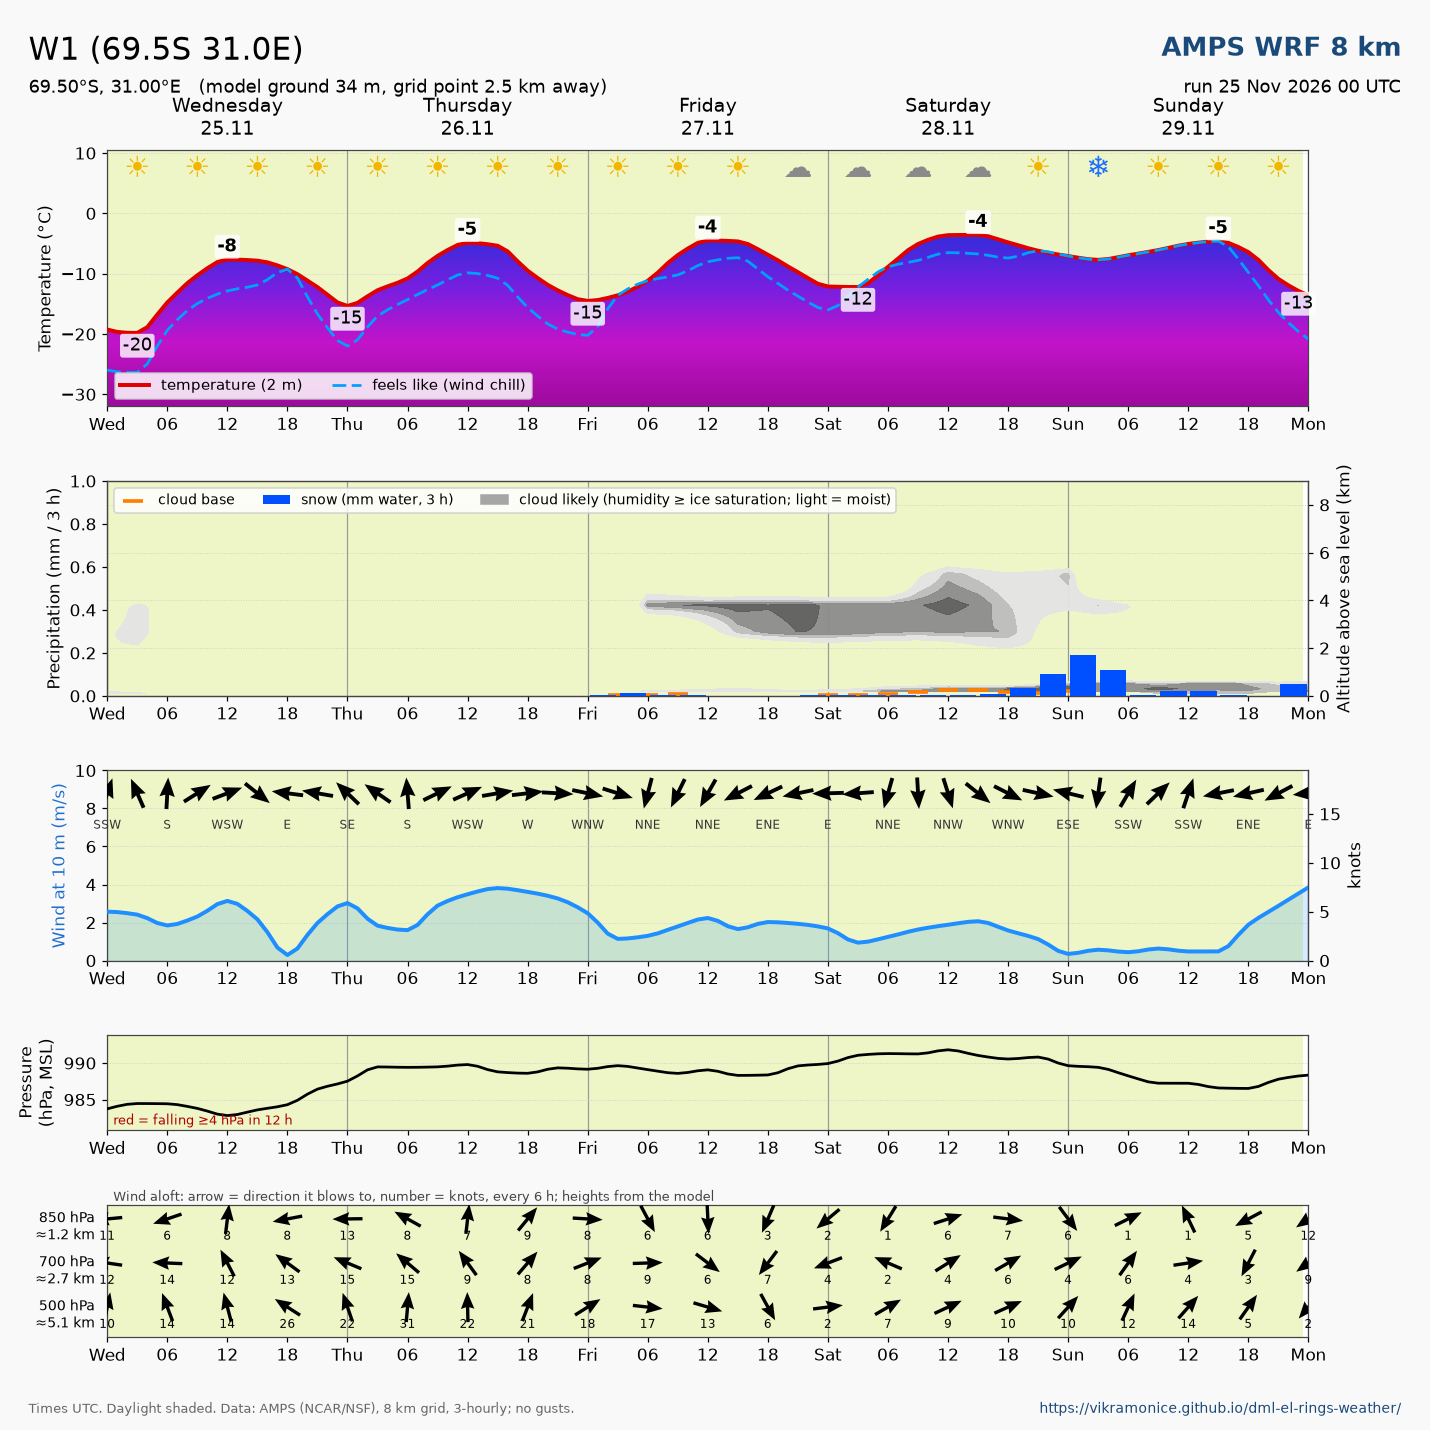 W1 (69.5S 31.0E)
AMPS WRF 8 km
69.50°S, 31.00°E (model ground 34 m, grid point 2.5 km away)
run 25 Nov 2026 00 UTC
Wednesday Thursday Friday Saturday Sunday
25.11 26.11 27.11 28.11 29.11
Temperature (°C)
10
0
−10
−20
−30
-8 -5 -4 -4 -5
-20 -15 -15 -12 -13
temperature (2 m) feels like (wind chill)
Wed 06 12 18 Thu 06 12 18 Fri 06 12 18 Sat 06 12 18 Sun 06 12 18 Mon
Precipitation (mm / 3 h)
1.0
0.8
0.6
0.4
0.2
0.0
cloud base snow (mm water, 3 h) cloud likely (humidity ≥ ice saturation; light = moist)
8
6
4
2
0
Altitude above sea level (km)
Wed 06 12 18 Thu 06 12 18 Fri 06 12 18 Sat 06 12 18 Sun 06 12 18 Mon
Wind at 10 m (m/s)
10
8
6
4
2
0
SSW S WSW E SE S WSW W WNW NNE NNE ENE E NNE NNW WNW ESE SSW SSW ENE E
15
10
5
0
knots
Wed 06 12 18 Thu 06 12 18 Fri 06 12 18 Sat 06 12 18 Sun 06 12 18 Mon
Pressure
(hPa, MSL)
990
985
red = falling ≥4 hPa in 12 h
Wed 06 12 18 Thu 06 12 18 Fri 06 12 18 Sat 06 12 18 Sun 06 12 18 Mon
Wind aloft: arrow = direction it blows to, number = knots, every 6 h; heights from the model
850 hPa
≈1.2 km 11 6 8 8 13 8 7 9 8 6 6 3 2 1 6 7 6 1 1 5 12
700 hPa
≈2.7 km 12 14 12 13 15 15 9 8 8 9 6 7 4 2 4 6 4 6 4 3 9
500 hPa
≈5.1 km 10 14 14 26 22 31 22 21 18 17 13 6 2 7 9 10 10 12 14 5 2
Wed 06 12 18 Thu 06 12 18 Fri 06 12 18 Sat 06 12 18 Sun 06 12 18 Mon
Times UTC. Daylight shaded. Data: AMPS (NCAR/NSF), 8 km grid, 3-hourly; no gusts.
https://vikramonice.github.io/dml-el-rings-weather/